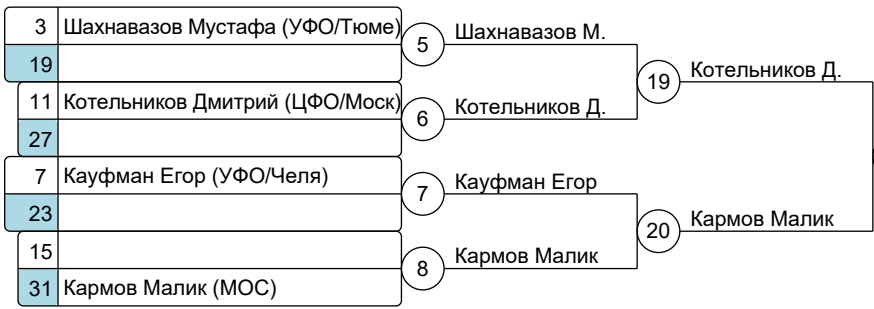 3 Шахнавазов Мустафа (УФО/Тюме)
19
11 Котельников Дмитрий (ЦФО/Моск)
27
7 Кауфман Егор (УФО/Челя)
23
15
31 Кармов Малик (МОС)
5 Шахнавазов М.
6 Котельников Д.
7 Кауфман Егор
8 Кармов Малик
19 Котельников Д.
20 Кармов Малик